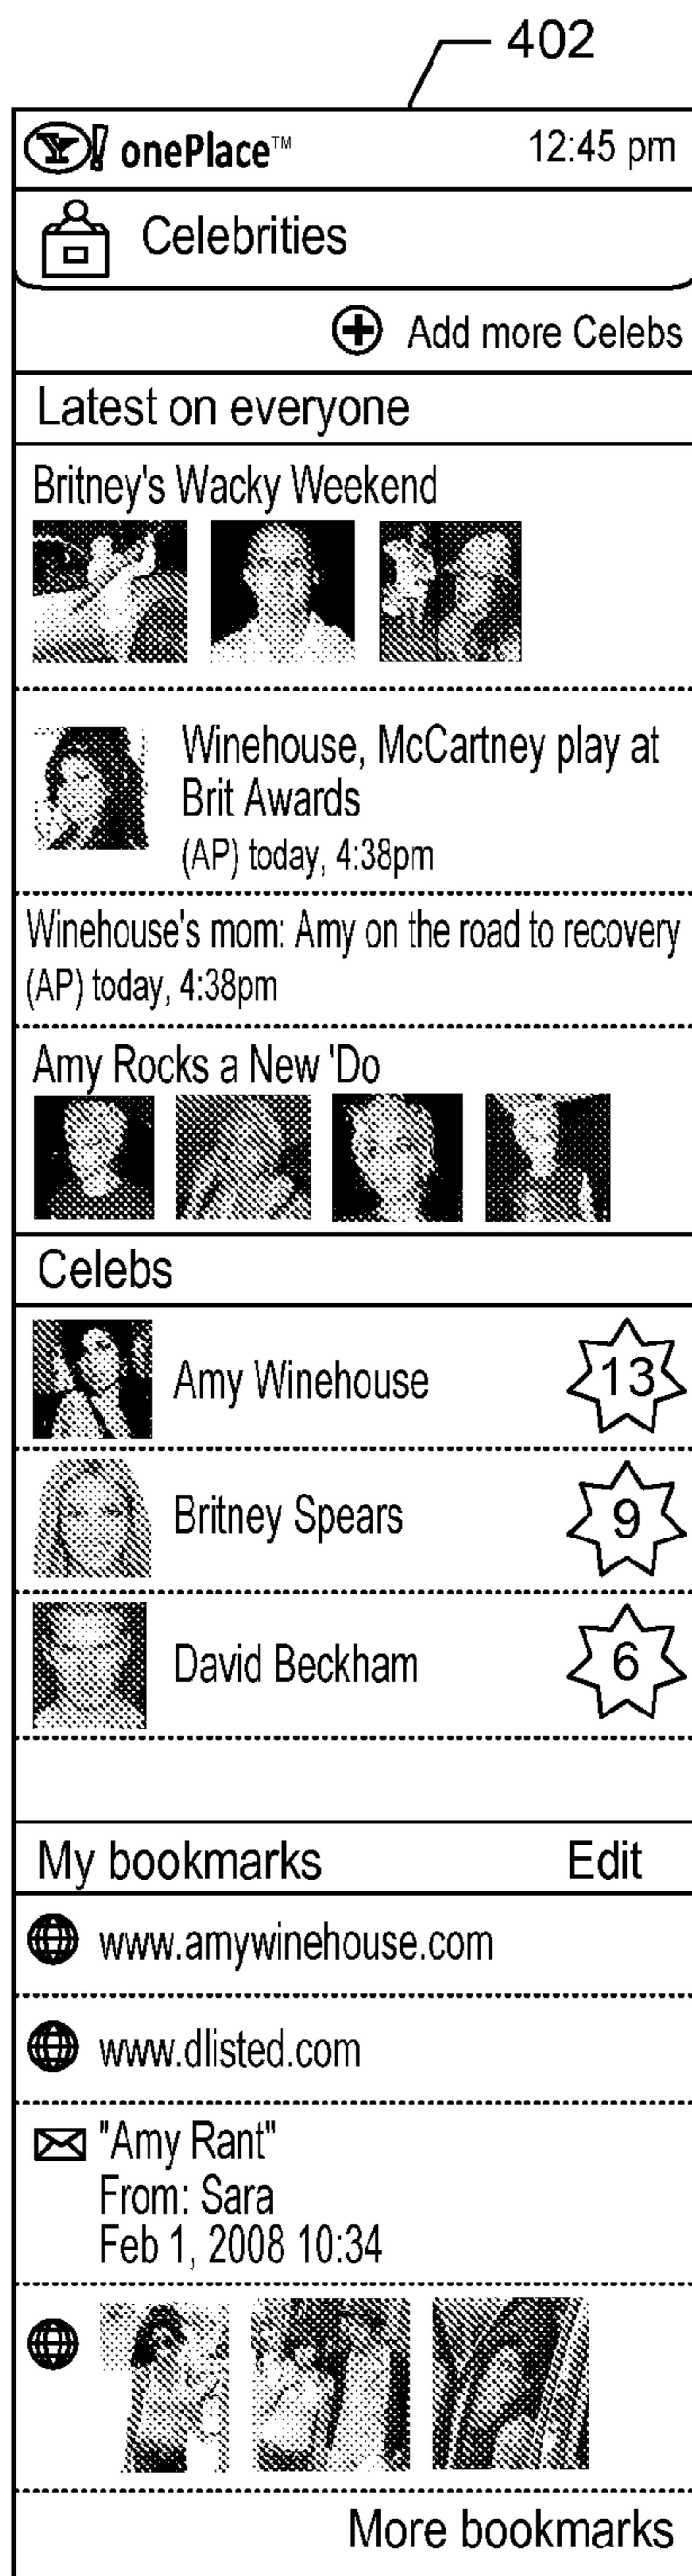 402
Y! onePlace™ 12:45 pm
Celebrities
Add more Celebs
Latest on everyone
Britney's Wacky Weekend
Winehouse, McCartney play at
Brit Awards
(AP) today, 4:38pm
Winehouse's mom: Amy on the road to recovery
(AP) today, 4:38pm
Amy Rocks a New 'Do
Celebs
Amy Winehouse 13
Britney Spears 9
David Beckham 6
My bookmarks Edit
www.amywinehouse.com
www.dlisted.com
"Amy Rant"
From: Sara
Feb 1, 2008 10:34
More bookmarks